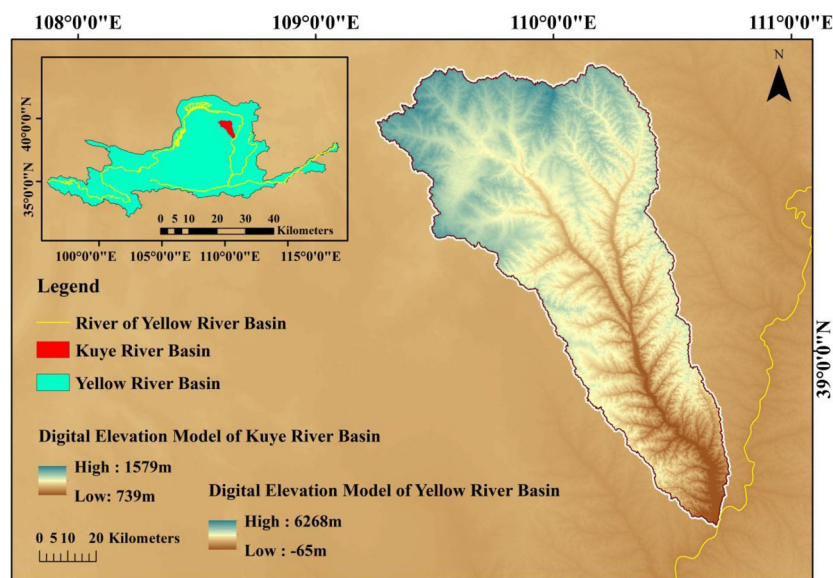 108°0'0"E 109°0'0"E 110°0'0"E 111°0'0"E
N
40°0'0"N
35°0'0"N
0 5 10 20 30 40
Kilometers
100°0'0"E 105°0'0"E 110°0'0"E 115°0'0"E
39°0'0"N
Legend
River of Yellow River Basin
Kuye River Basin
Yellow River Basin
Digital Elevation Model of Kuye River Basin
High : 1579m
Low: 739m
Digital Elevation Model of Yellow River Basin
High : 6268m
Low : -65m
0 5 10 20 Kilometers